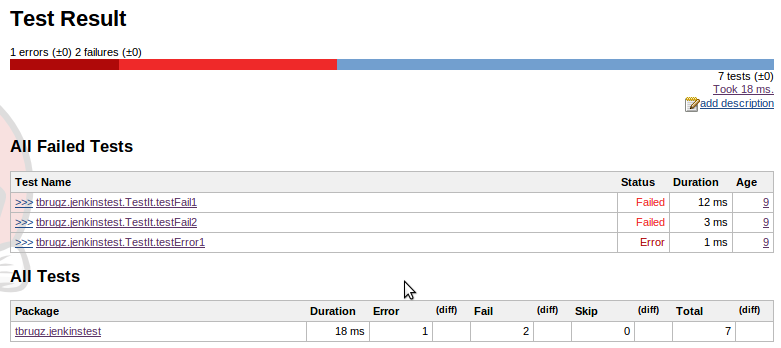 Test Result
1 errors (±0) 2 failures (±0)
7 tests (±0)
Took 18 ms.
add description
All Failed Tests
Test Name Status Duration Age
>>> tbrugz.jenkinstest.TestIt.testFail1 Failed 12 ms 9
>>> tbrugz.jenkinstest.TestIt.testFail2 Failed 3 ms 9
>>> tbrugz.jenkinstest.TestIt.testError1 Error 1 ms 9
All Tests
Package Duration Error (diff) Fail (diff) Skip (diff) Total (diff)
tbrugz.jenkinstest 18 ms 1 2 0 7